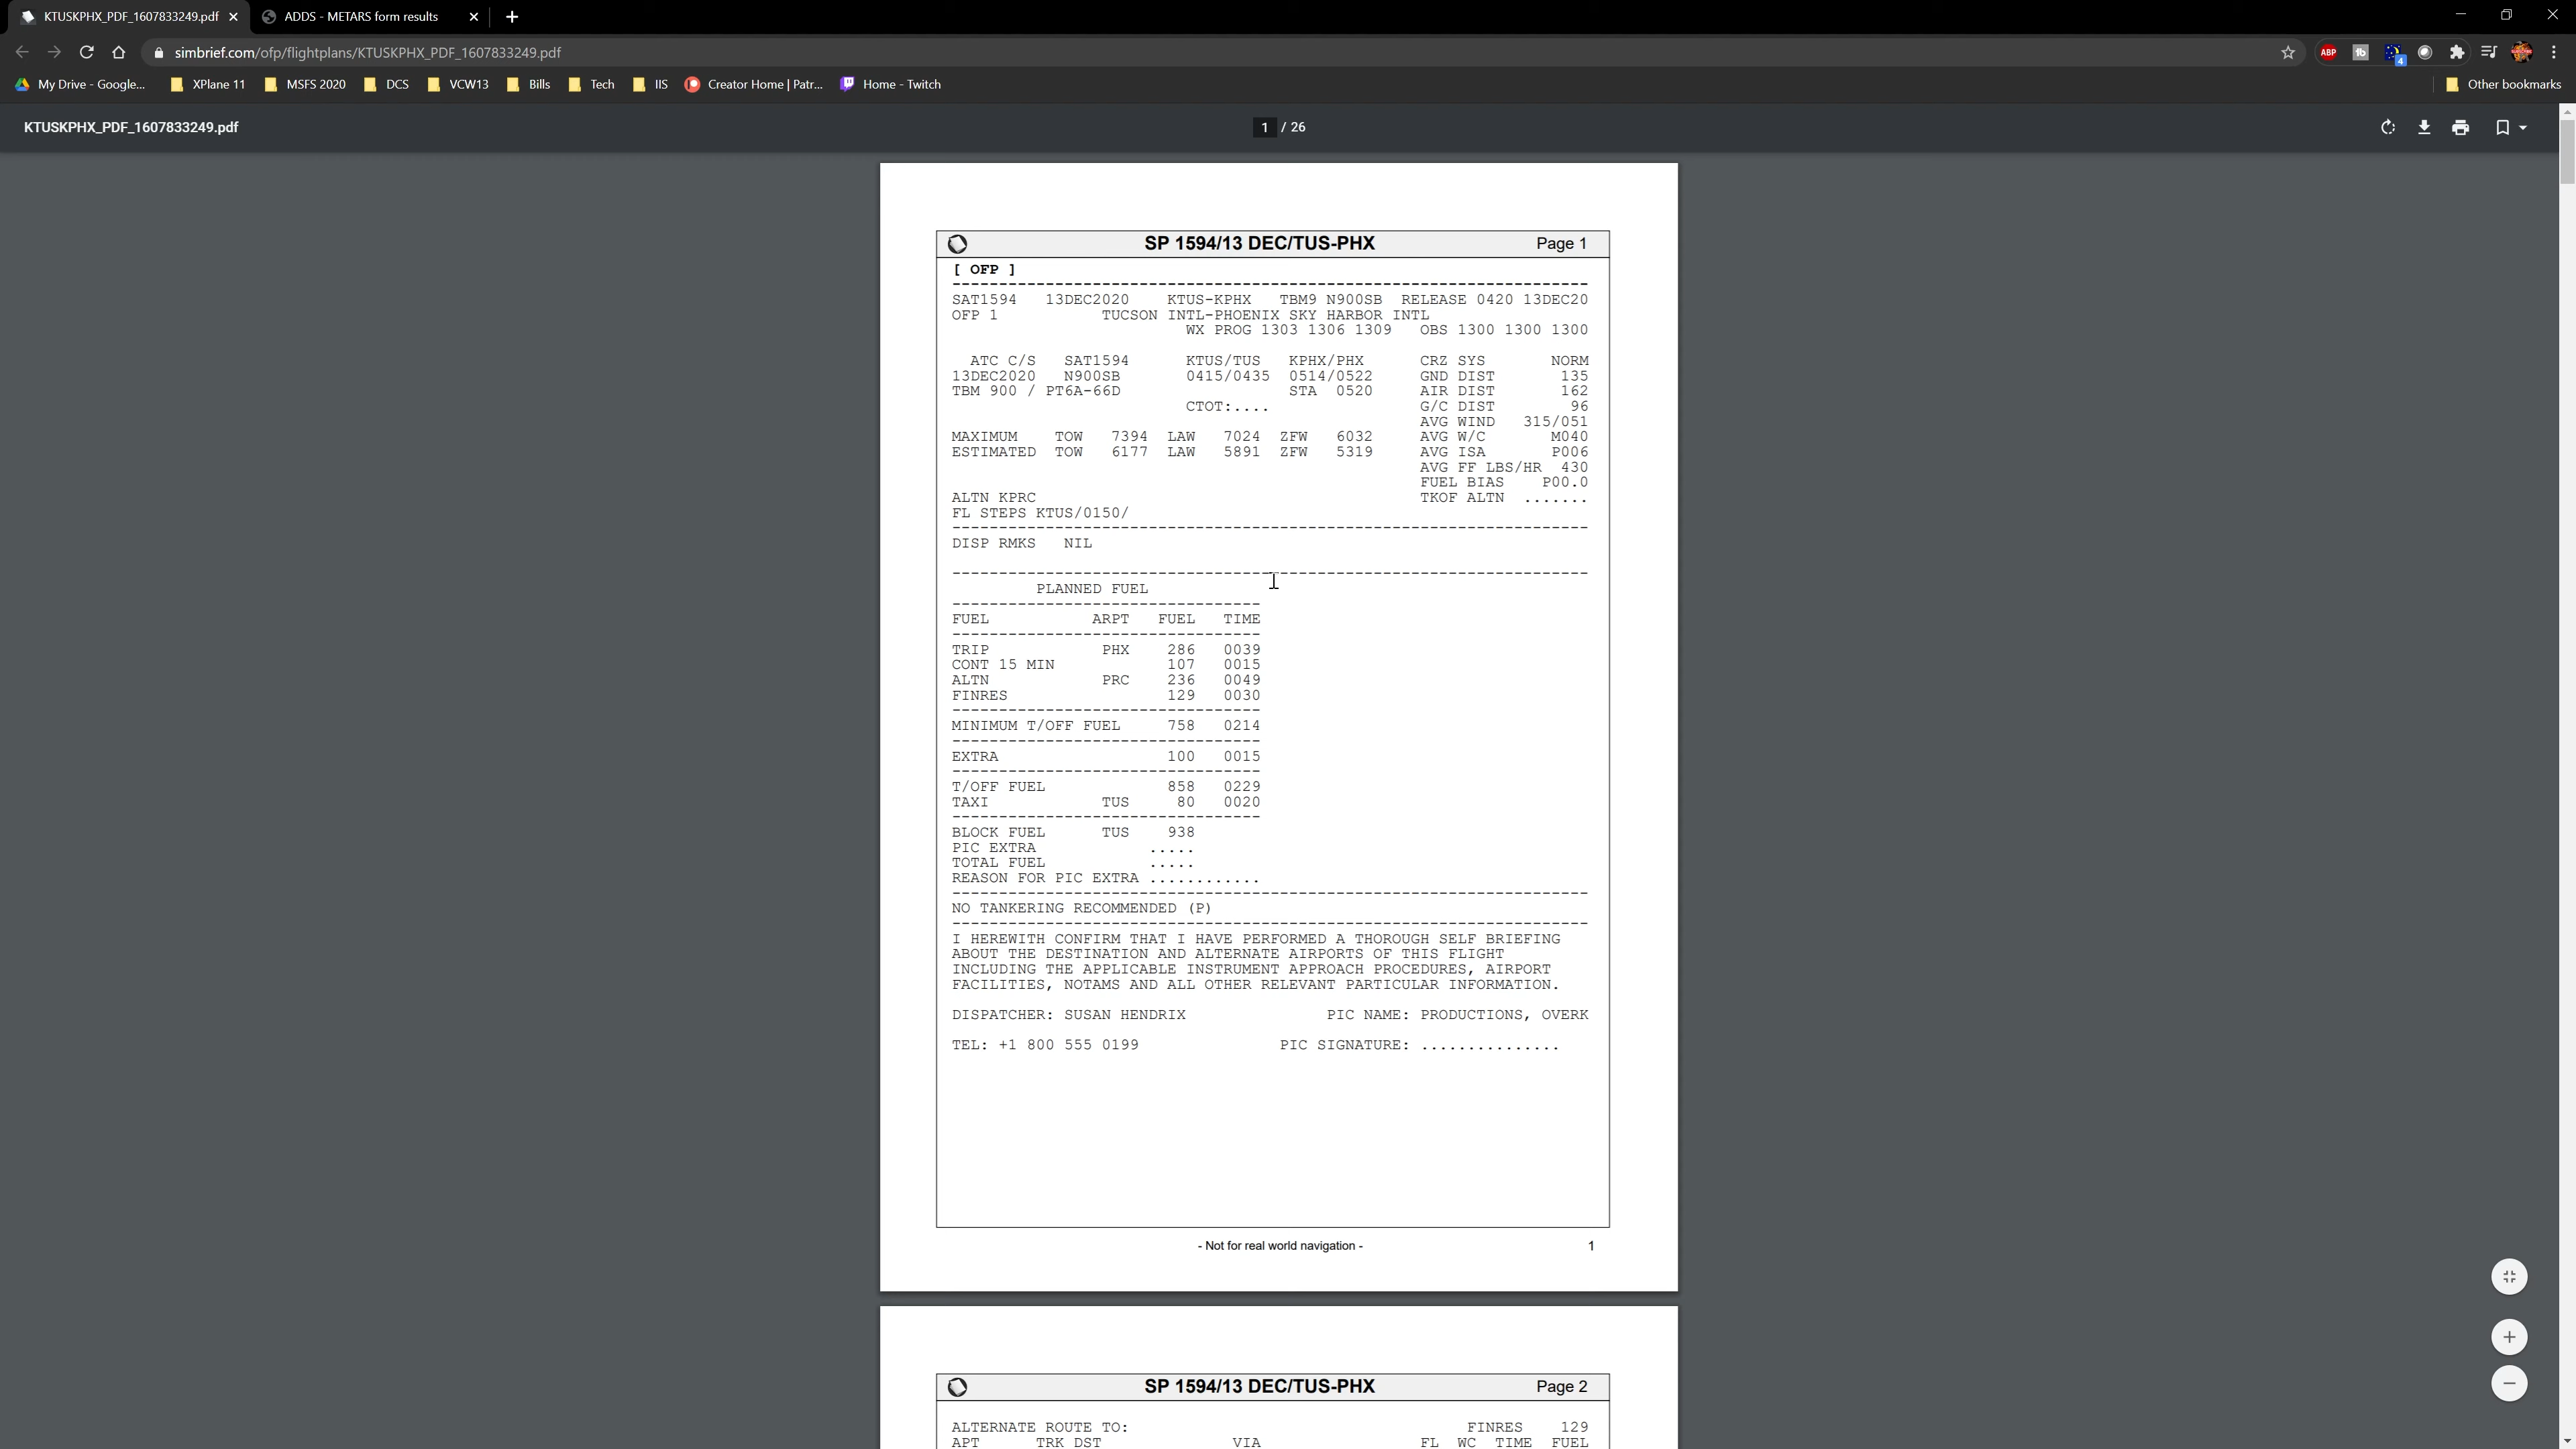 KTUSKPHX_PDF_1607833249.pdf ADDS - METARS form results
simbrief.com/ofp/flightplans/KTUSKPHX_PDF_1607833249.pdf ABP tb 4
My Drive - Google... XPlane 11 MSFS 2020 DCS VCW13 Bills Tech IIS Creator Home | Patr... Home - Twitch Other bookmarks
KTUSKPHX_PDF_1607833249.pdf 1 / 26
SP 1594/13 DEC/TUS-PHX Page 1
[ OFP ]
SAT1594 13DEC2020 KTUS-KPHX TBM9 N900SB RELEASE 0420 13DEC20
OFP 1 TUCSON INTL-PHOENIX SKY HARBOR INTL
WX PROG 1303 1306 1309 OBS 1300 1300 1300
ATC C/S SAT1594 KTUS/TUS KPHX/PHX CRZ SYS NORM
13DEC2020 N900SB 0415/0435 0514/0522 GND DIST 135
TBM 900 / PT6A-66D STA 0520 AIR DIST 162
CTOT:.... G/C DIST 96
AVG WIND 315/051
MAXIMUM TOW 7394 LAW 7024 ZFW 6032 AVG W/C M040
ESTIMATED TOW 6177 LAW 5891 ZFW 5319 AVG ISA P006
AVG FF LBS/HR 430
FUEL BIAS P00.0
ALTN KPRC TKOF ALTN .......
FL STEPS KTUS/0150/
DISP RMKS NIL
PLANNED FUEL
FUEL ARPT FUEL TIME
TRIP PHX 286 0039
CONT 15 MIN 107 0015
ALTN PRC 236 0049
FINRES 129 0030
MINIMUM T/OFF FUEL 758 0214
EXTRA 100 0015
T/OFF FUEL 858 0229
TAXI TUS 80 0020
BLOCK FUEL TUS 938
PIC EXTRA .....
TOTAL FUEL .....
REASON FOR PIC EXTRA ............
NO TANKERING RECOMMENDED (P)
I HEREWITH CONFIRM THAT I HAVE PERFORMED A THOROUGH SELF BRIEFING
ABOUT THE DESTINATION AND ALTERNATE AIRPORTS OF THIS FLIGHT
INCLUDING THE APPLICABLE INSTRUMENT APPROACH PROCEDURES, AIRPORT
FACILITIES, NOTAMS AND ALL OTHER RELEVANT PARTICULAR INFORMATION.
DISPATCHER: SUSAN HENDRIX PIC NAME: PRODUCTIONS, OVERK
TEL: +1 800 555 0199 PIC SIGNATURE: ...............
- Not for real world navigation - 1
SP 1594/13 DEC/TUS-PHX Page 2
ALTERNATE ROUTE TO: FINRES 129
APT TRK DST VIA FL WC TIME FUEL